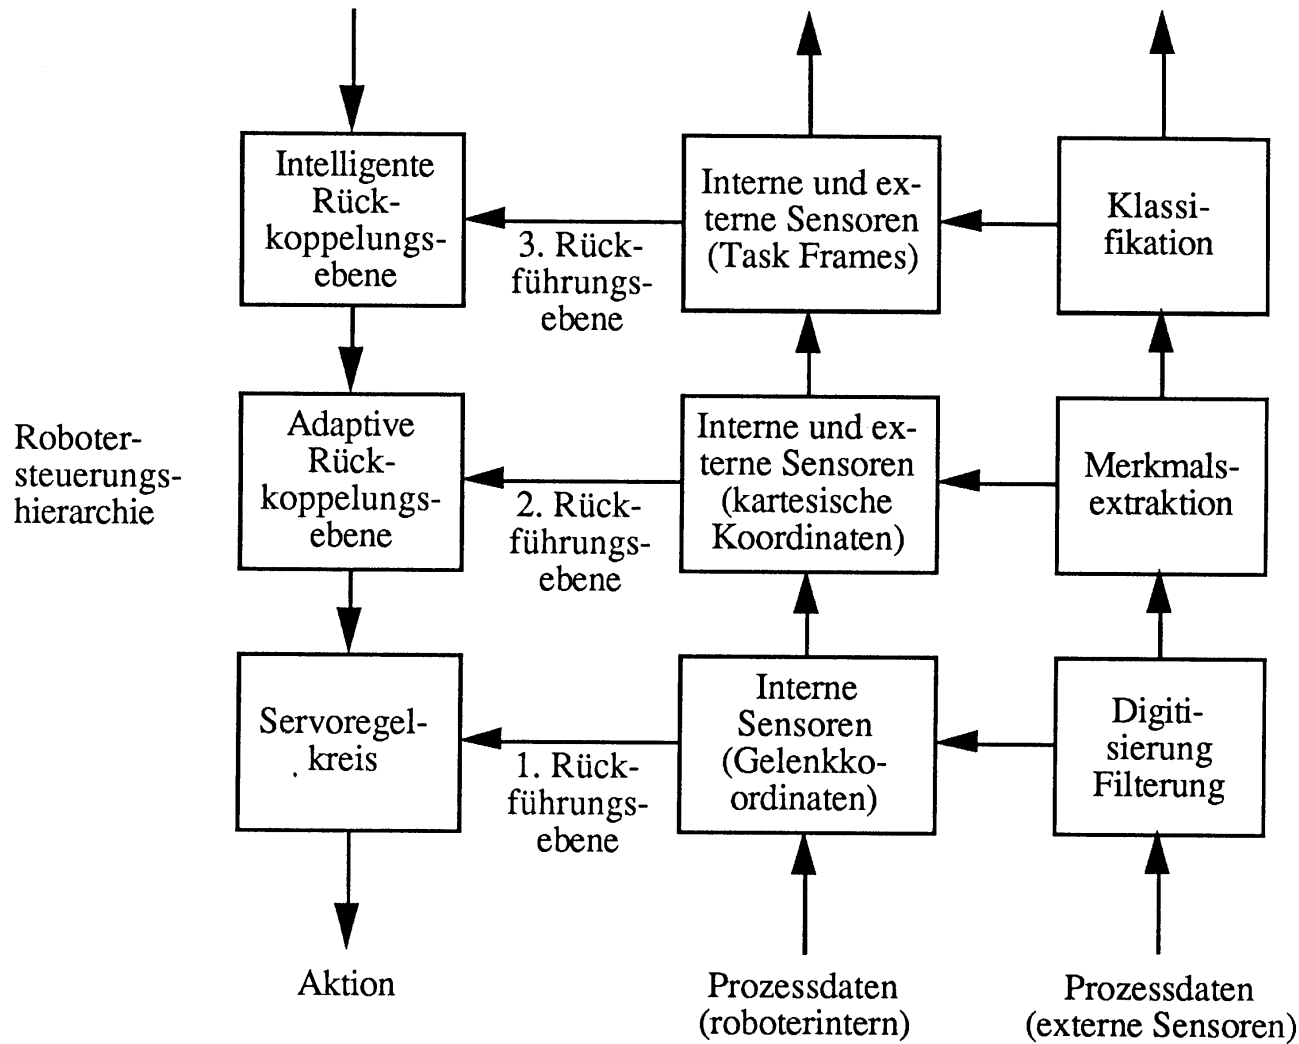 Intelligente
Rück-
koppelungs-
ebene
3. Rück-
führungs-
ebene
Interne und ex-
terne Sensoren
(Task Frames)
Klassi-
fikation
Roboter-
steuerungs-
hierarchie
Adaptive
Rück-
koppelungs-
ebene
2. Rück-
führungs-
ebene
Interne und ex-
terne Sensoren
(kartesische
Koordinaten)
Merkmals-
extraktion
Servoregel-
kreis
1. Rück-
führungs-
ebene
Interne
Sensoren
(Gelenkko-
ordinaten)
Digiti-
sierung
Filterung
Aktion
Prozessdaten
(roboterintern)
Prozessdaten
(externe Sensoren)